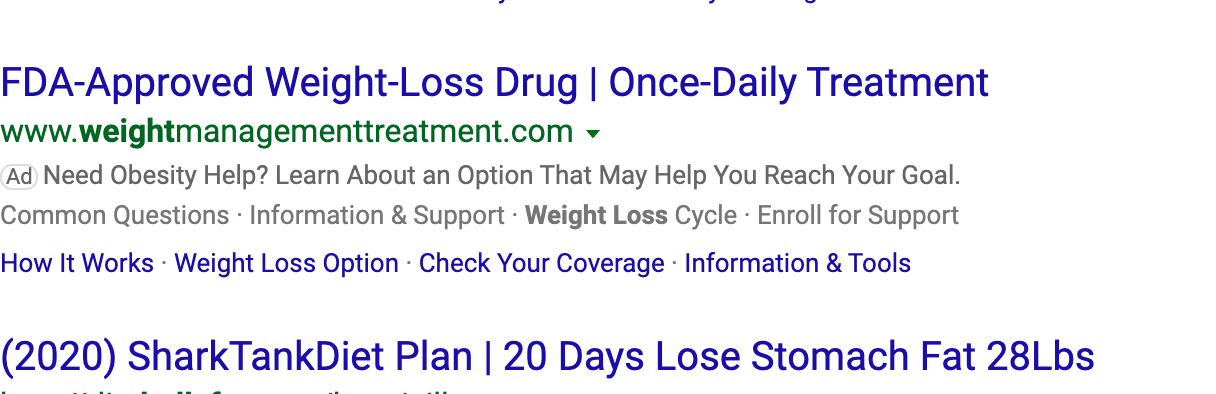 FDA-Approved Weight-Loss Drug | Once-Daily Treatment
www.weightmanagementtreatment.com
Ad Need Obesity Help? Learn About an Option That May Help You Reach Your Goal.
Common Questions · Information & Support · Weight Loss Cycle · Enroll for Support
How It Works · Weight Loss Option · Check Your Coverage · Information & Tools
(2020) SharkTankDiet Plan | 20 Days Lose Stomach Fat 28Lbs